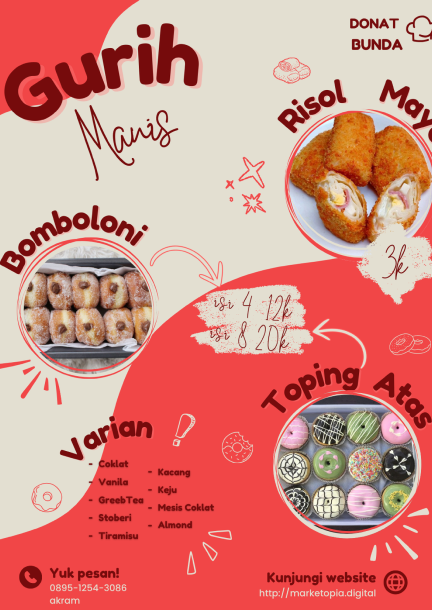 DONAT
BUNDA
Gurih
Manis
Risol Mayo
3k
Bomboloni
isi 4 12k
isi 8 20k
Toping Atas
Varian
- Coklat
- Vanila
- GreebTea
- Stoberi
- Tiramisu
- Kacang
- Keju
- Mesis Coklat
- Almond
Yuk pesan!
0895-1254-3086
akram
Kunjungi website
http://marketopia.digital